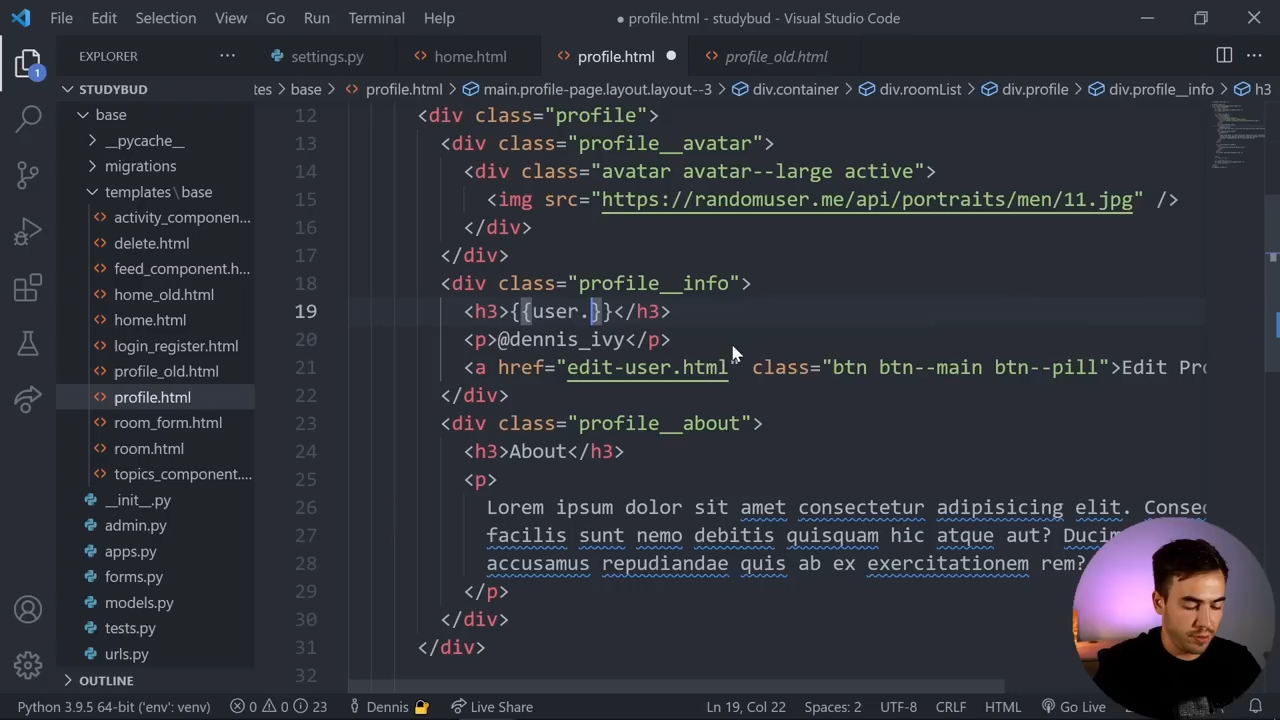 File Edit Selection View Go Run Terminal Help
● profile.html - studybud - Visual Studio Code
EXPLORER
settings.py
home.html
profile.html
profile_old.html
STUDYBUD
tes > base > profile.html > main.profile-page.layout.layout--3 > div.container > div.roomList > div.profile > div.profile__info > h3
1
base
__pycache__
migrations
templates\base
activity_componen...
delete.html
feed_component.h...
home_old.html
home.html
login_register.html
profile_old.html
profile.html
room_form.html
room.html
topics_component....
__init__.py
admin.py
apps.py
forms.py
models.py
tests.py
urls.py
OUTLINE
12 <div class="profile">
13 <div class="profile__avatar">
14 <div class="avatar avatar--large active">
15 <img src="https://randomuser.me/api/portraits/men/11.jpg" />
16 </div>
17 </div>
18 <div class="profile__info">
19 <h3>{{user.}}</h3>
20 <p>@dennis_ivy</p>
21 <a href="edit-user.html" class="btn btn--main btn--pill">Edit Pro
22 </div>
23 <div class="profile__about">
24 <h3>About</h3>
25 <p>
26 Lorem ipsum dolor sit amet consectetur adipisicing elit. Consec
27 facilis sunt nemo debitis quisquam hic atque aut? Ducim
28 accusamus repudiandae quis ab ex exercitationem rem?
29 </p>
30 </div>
31 </div>
32
Python 3.9.5 64-bit ('env': venv) 0 0 23 Dennis Live Share Ln 19, Col 22 Spaces: 2 UTF-8 CRLF HTML Go Live